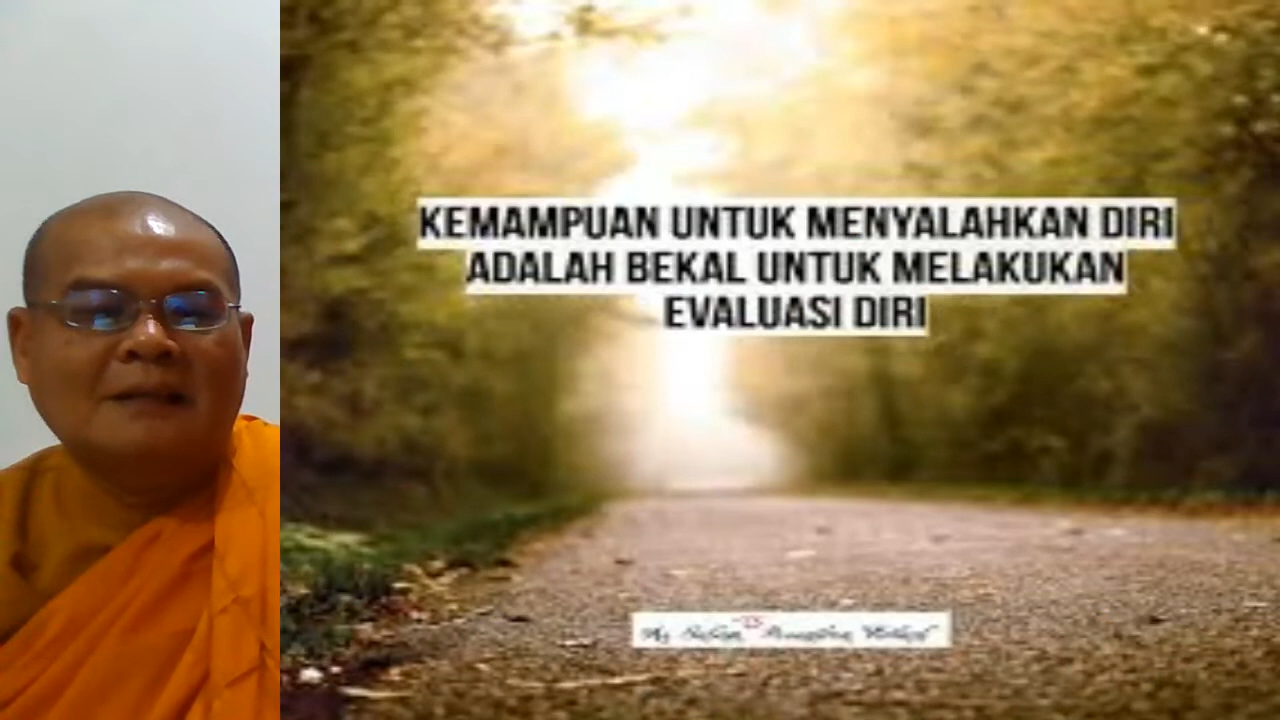 KEMAMPUAN UNTUK MENYALAHKAN DIRI
ADALAH BEKAL UNTUK MELAKUKAN
EVALUASI DIRI